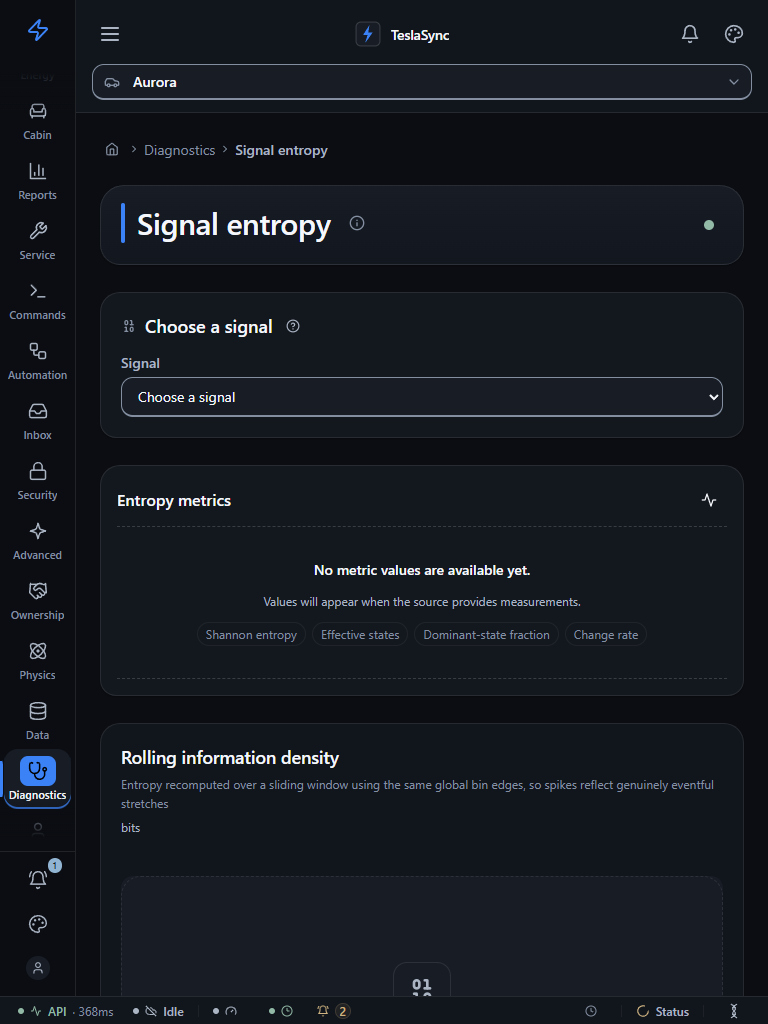 TeslaSync
Aurora
Energy
Cabin
Reports
Service
Commands
Automation
Inbox
Security
Advanced
Ownership
Physics
Data
Diagnostics
1
Diagnostics
Signal entropy
Signal entropy
Choose a signal
Signal
Choose a signal
Entropy metrics
No metric values are available yet.
Values will appear when the source provides measurements.
Shannon entropy
Effective states
Dominant-state fraction
Change rate
Rolling information density
Entropy recomputed over a sliding window using the same global bin edges, so spikes reflect genuinely eventful
stretches
bits
API · 368ms
Idle
2
Status